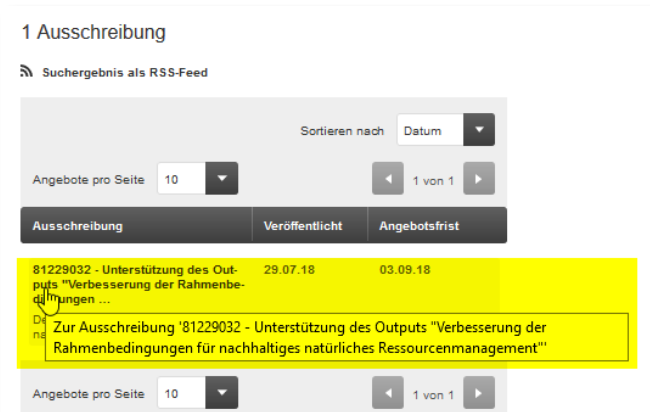 1 Ausschreibung
Suchergebnis als RSS-Feed
Sortieren nach Datum
Angebote pro Seite 10 1 von 1
Ausschreibung Veröffentlicht Angebotsfrist
81229032 - Unterstützung des Out- 29.07.18 03.09.18
puts "Verbesserung der Rahmenbe-
dingungen ...
De
na
Zur Ausschreibung '81229032 - Unterstützung des Outputs "Verbesserung der
Rahmenbedingungen für nachhaltiges natürliches Ressourcenmanagement"'
Angebote pro Seite 10 1 von 1